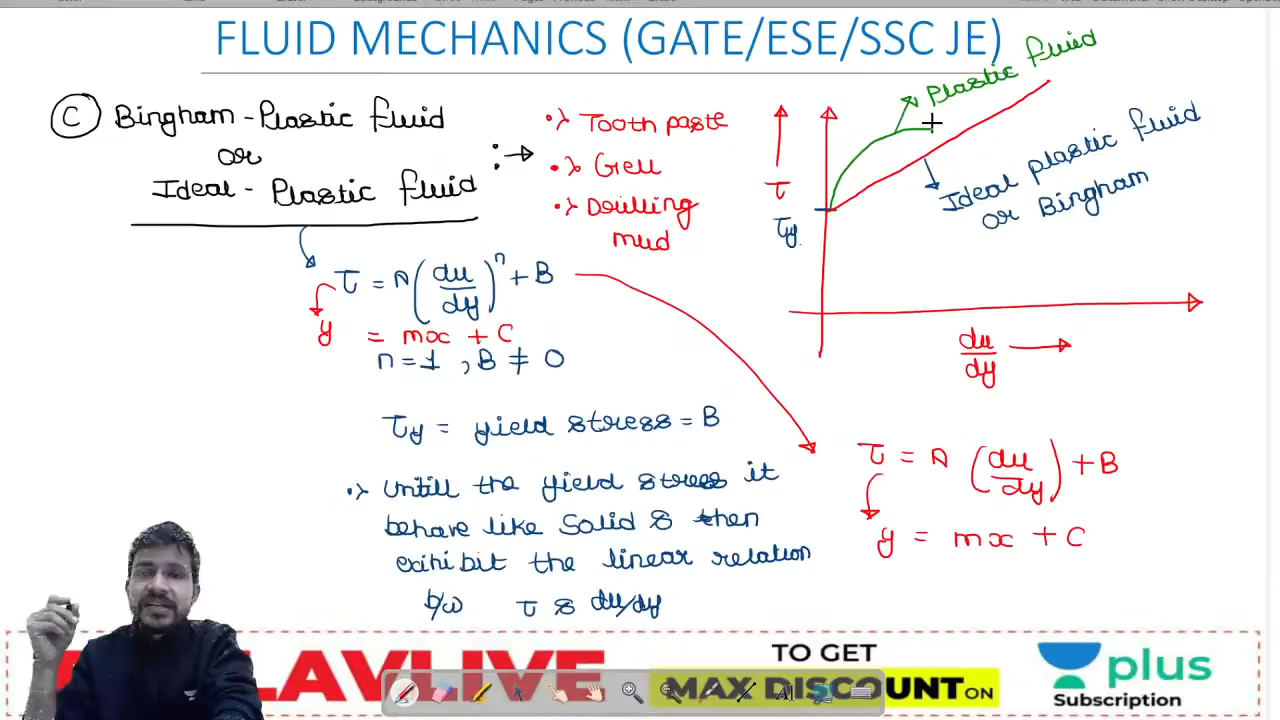 FLUID MECHANICS (GATE/ESE/SSC JE)
C Bingham-Plastic fluid
or
Ideal-Plastic fluid
:→
•⅄ Tooth paste
•⅄ Grell
•⅄ Drilling
mud
τ = A (du/dy)ⁿ + B
y = mx + C
n=1, B ≠ 0
τy = yield stress = B
•⅄ Untill the yield stress it
behave like Solid & then
exhibit the linear relation
b/w τ & du/dy
τ
τy
Plastic fluid
Ideal plastic fluid
or Bingham
du/dy →
τ = A (du/dy) + B
y = mx + C
LAVLIVE
TO GET
MAX DISCOUNT ON
plus
Subscription